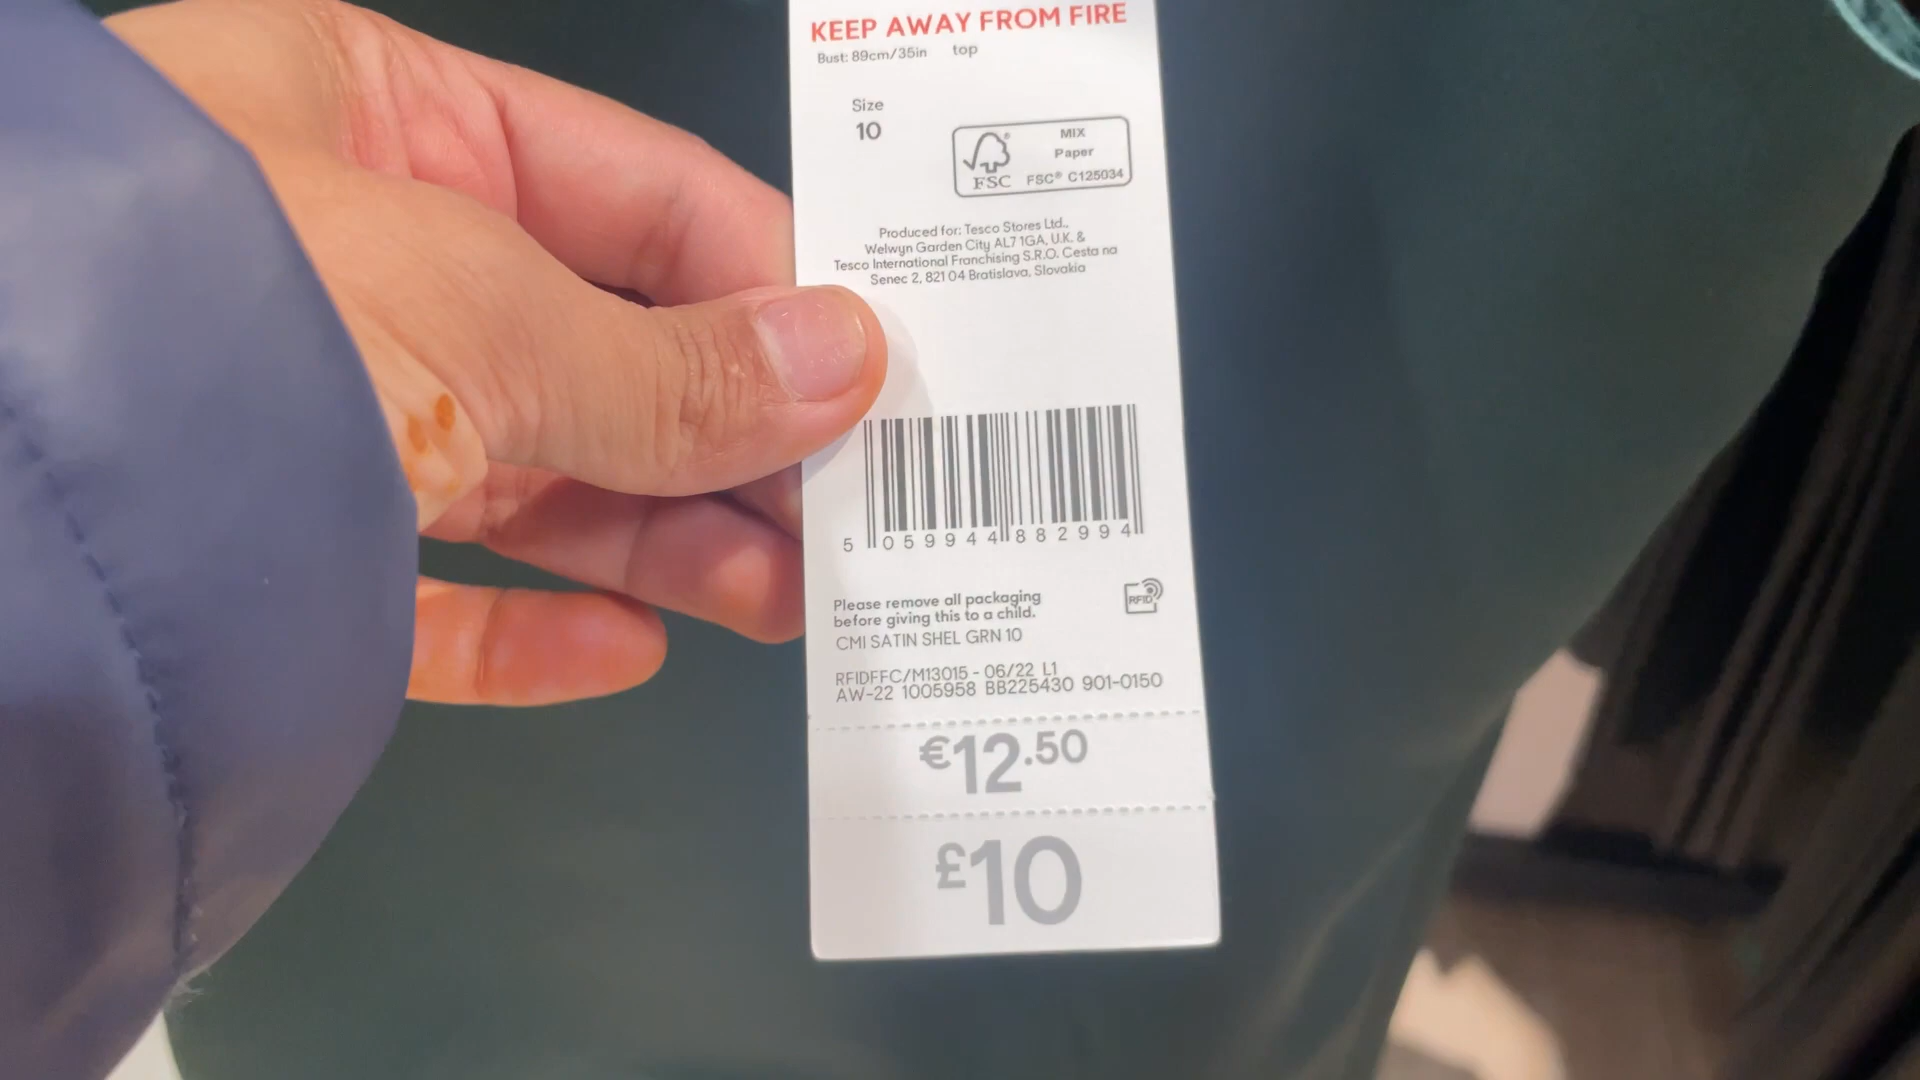 KEEP AWAY FROM FIRE
Bust: 89cm/35in top
Size
10
MIX
Paper
FSC FSC® C125034
Produced for: Tesco Stores Ltd.,
Welwyn Garden City AL7 1GA, U.K. &
Tesco International Franchising S.R.O. Cesta na
Senec 2, 821 04 Bratislava, Slovakia
5 059944 882994
Please remove all packaging
before giving this to a child.
RFID
CMI SATIN SHEL GRN 10
RFIDFFC/M13015 - 06/22 L1
AW-22 1005958 BB225430 901-0150
€12.50
£10